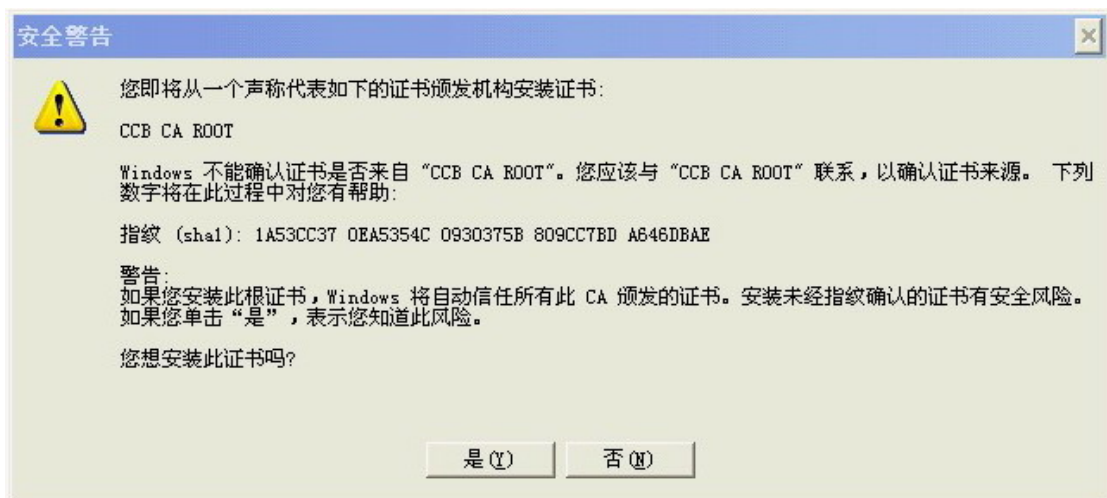 安全警告
您即将从一个声称代表如下的证书颁发机构安装证书:
CCB CA ROOT
Windows 不能确认证书是否来自 “CCB CA ROOT”。您应该与 “CCB CA ROOT” 联系，以确认证书来源。 下列
数字将在此过程中对您有帮助:
指纹 (sha1): 1A53CC37 0EA5354C 0930375B 809CC7BD A646DBAE
警告:
如果您安装此根证书，Windows 将自动信任所有此 CA 颁发的证书。安装未经指纹确认的证书有安全风险。
如果您单击“是”，表示您知道此风险。
您想安装此证书吗?
是(Y) 否(N)